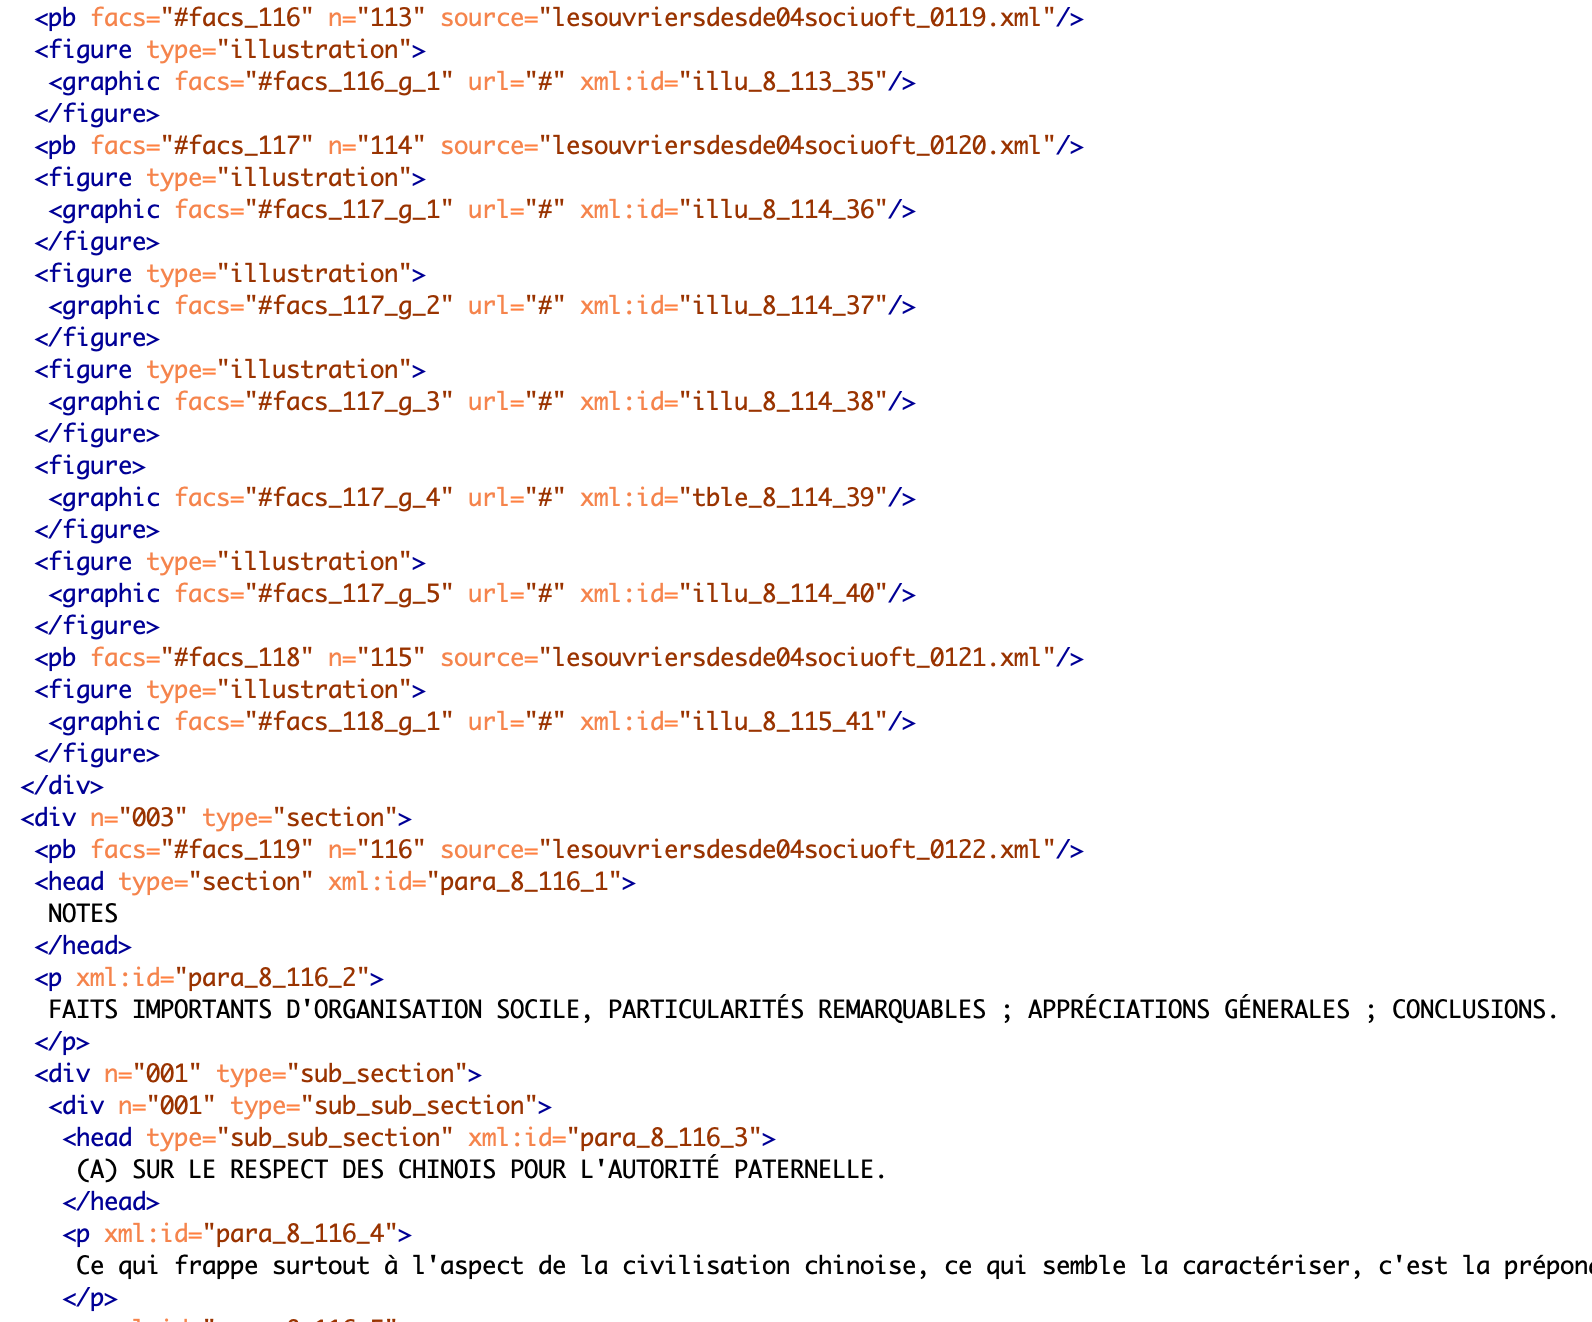 <pb facs="#facs_116" n="113" source="lesouvriersdesde04sociuoft_0119.xml"/>
<figure type="illustration">
<graphic facs="#facs_116_g_1" url="#" xml:id="illu_8_113_35"/>
</figure>
<pb facs="#facs_117" n="114" source="lesouvriersdesde04sociuoft_0120.xml"/>
<figure type="illustration">
<graphic facs="#facs_117_g_1" url="#" xml:id="illu_8_114_36"/>
</figure>
<figure type="illustration">
<graphic facs="#facs_117_g_2" url="#" xml:id="illu_8_114_37"/>
</figure>
<figure type="illustration">
<graphic facs="#facs_117_g_3" url="#" xml:id="illu_8_114_38"/>
</figure>
<figure>
<graphic facs="#facs_117_g_4" url="#" xml:id="tble_8_114_39"/>
</figure>
<figure type="illustration">
<graphic facs="#facs_117_g_5" url="#" xml:id="illu_8_114_40"/>
</figure>
<pb facs="#facs_118" n="115" source="lesouvriersdesde04sociuoft_0121.xml"/>
<figure type="illustration">
<graphic facs="#facs_118_g_1" url="#" xml:id="illu_8_115_41"/>
</figure>
</div>
<div n="003" type="section">
<pb facs="#facs_119" n="116" source="lesouvriersdesde04sociuoft_0122.xml"/>
<head type="section" xml:id="para_8_116_1">
NOTES
</head>
<p xml:id="para_8_116_2">
FAITS IMPORTANTS D'ORGANISATION SOCILE, PARTICULARITÉS REMARQUABLES ; APPRÉCIATIONS GÉNERALES ; CONCLUSIONS.
</p>
<div n="001" type="sub_section">
<div n="001" type="sub_sub_section">
<head type="sub_sub_section" xml:id="para_8_116_3">
(A) SUR LE RESPECT DES CHINOIS POUR L'AUTORITÉ PATERNELLE.
</head>
<p xml:id="para_8_116_4">
Ce qui frappe surtout à l'aspect de la civilisation chinoise, ce qui semble la caractériser, c'est la
</p>